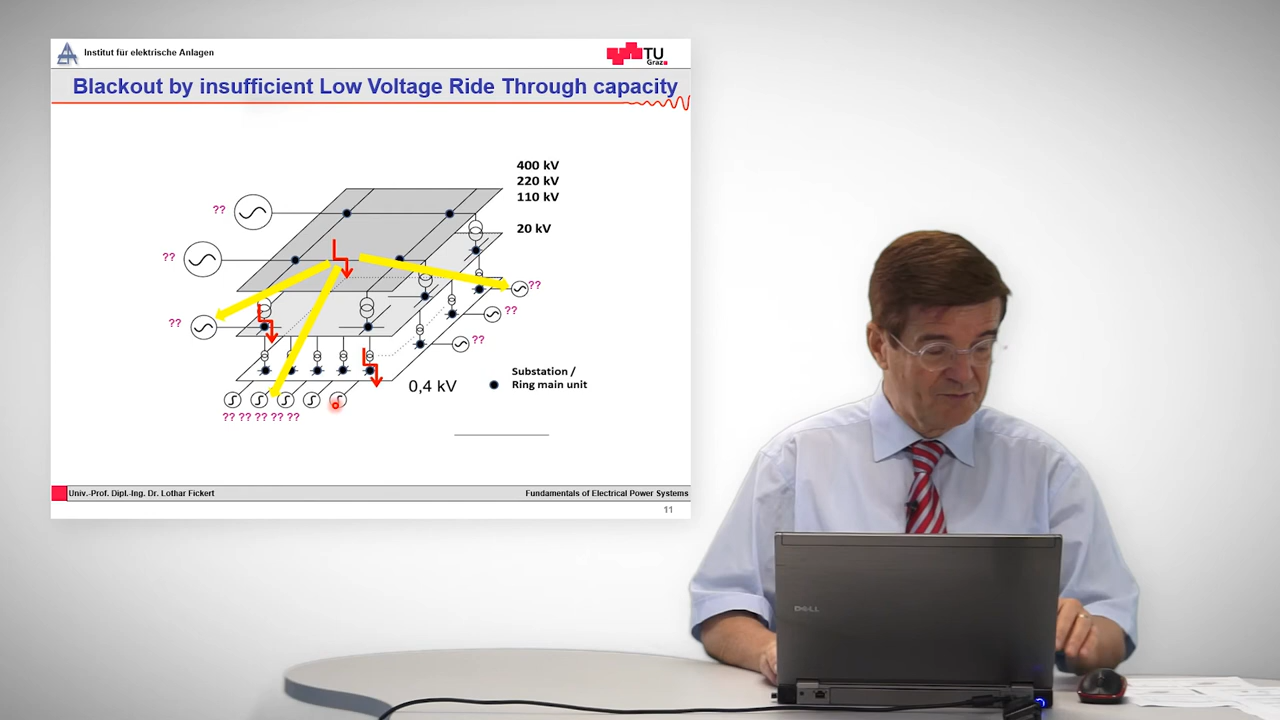 Institut für elektrische Anlagen
TU
Graz
Blackout by insufficient Low Voltage Ride Through capacity
400 kV
220 kV
110 kV
20 kV
??
??
??
??
??
??
0,4 kV
Substation /
Ring main unit
?? ?? ?? ?? ??
Univ.-Prof. Dipl.-Ing. Dr. Lothar Fickert
Fundamentals of Electrical Power Systems
11
DELL